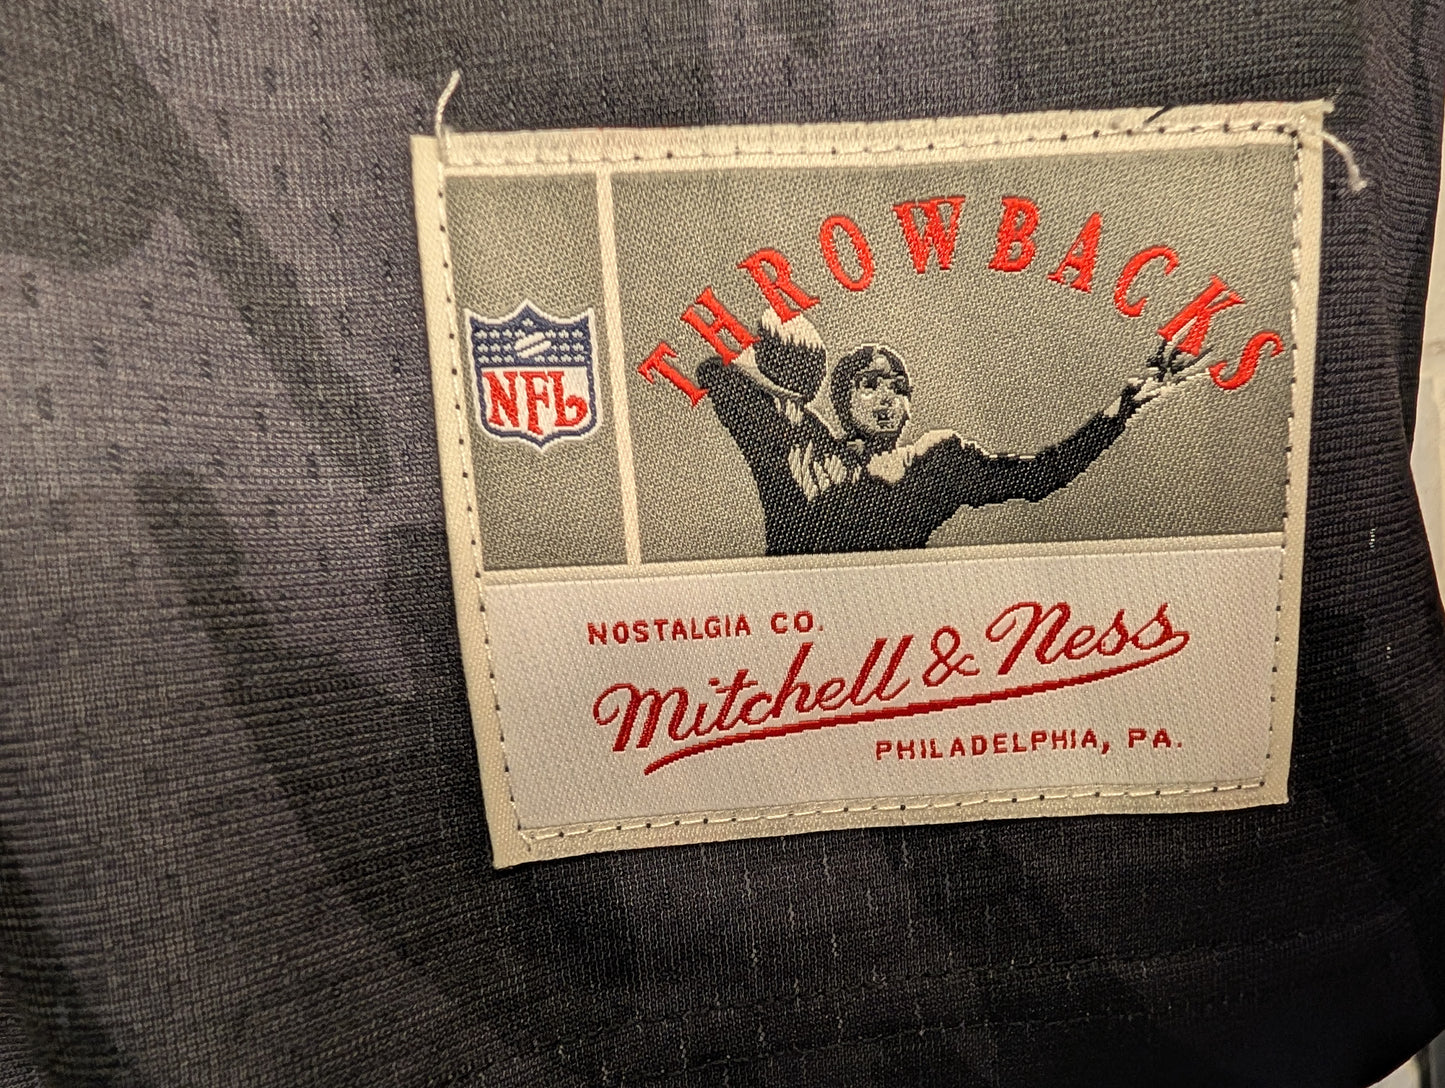 THROWBACKS
NFL
NOSTALGIA CO.
Mitchell & Ness
PHILADELPHIA, PA.